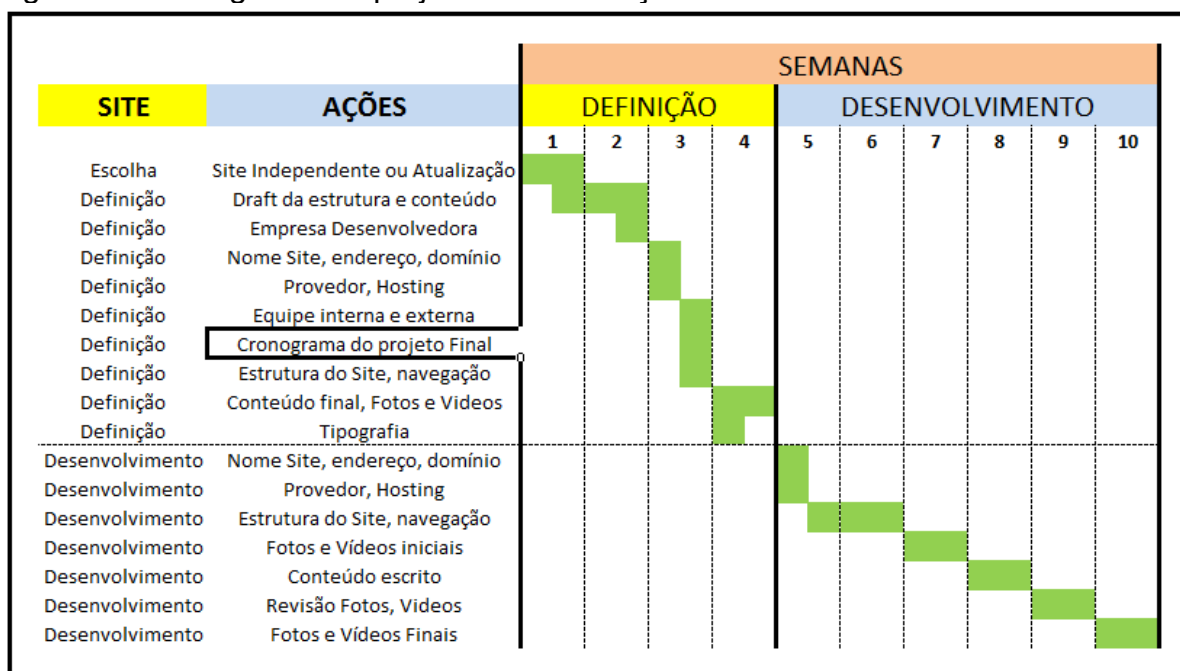 SEMANAS
SITE AÇÕES DEFINIÇÃO DESENVOLVIMENTO
1 2 3 4 5 6 7 8 9 10
Escolha Site Independente ou Atualização
Definição Draft da estrutura e conteúdo
Definição Empresa Desenvolvedora
Definição Nome Site, endereço, domínio
Definição Provedor, Hosting
Definição Equipe interna e externa
Definição Cronograma do projeto Final
Definição Estrutura do Site, navegação
Definição Conteúdo final, Fotos e Videos
Definição Tipografia
Desenvolvimento Nome Site, endereço, domínio
Desenvolvimento Provedor, Hosting
Desenvolvimento Estrutura do Site, navegação
Desenvolvimento Fotos e Vídeos iniciais
Desenvolvimento Conteúdo escrito
Desenvolvimento Revisão Fotos, Videos
Desenvolvimento Fotos e Vídeos Finais